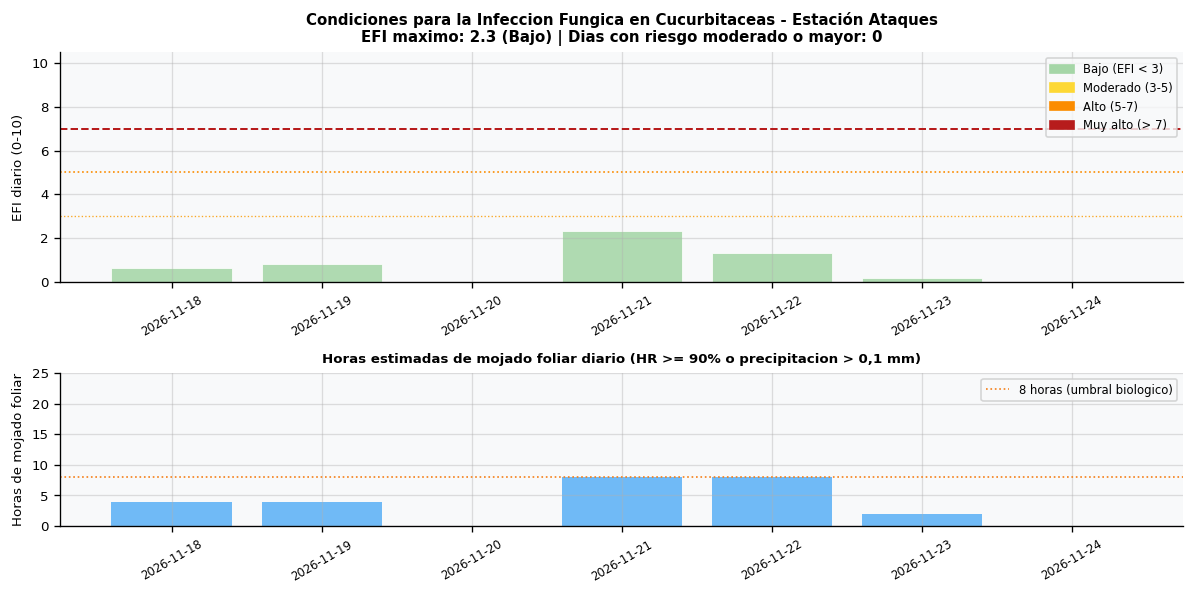 Condiciones para la Infeccion Fungica en Cucurbitaceas - Estación Ataques
EFI maximo: 2.3 (Bajo) | Dias con riesgo moderado o mayor: 0
EFI diario (0-10)
10
8
6
4
2
0
Bajo (EFI < 3)
Moderado (3-5)
Alto (5-7)
Muy alto (> 7)
2026-11-18
2026-11-19
2026-11-20
2026-11-21
2026-11-22
2026-11-23
2026-11-24
Horas estimadas de mojado foliar diario (HR >= 90% o precipitacion > 0,1 mm)
Horas de mojado foliar
25
20
15
10
5
0
8 horas (umbral biologico)
2026-11-18
2026-11-19
2026-11-20
2026-11-21
2026-11-22
2026-11-23
2026-11-24